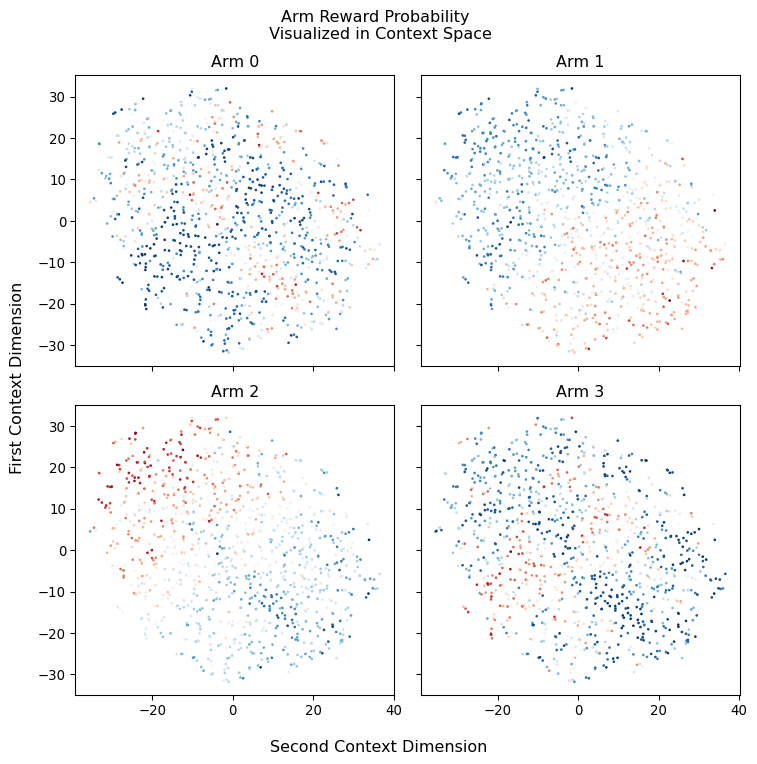 Arm Reward Probability
Visualized in Context Space
Arm 0
Arm 1
30
20
10
0
−10
−20
−30
Arm 2
Arm 3
30
20
10
0
−10
−20
−30
−20
0
20
40
−20
0
20
40
First Context Dimension
Second Context Dimension